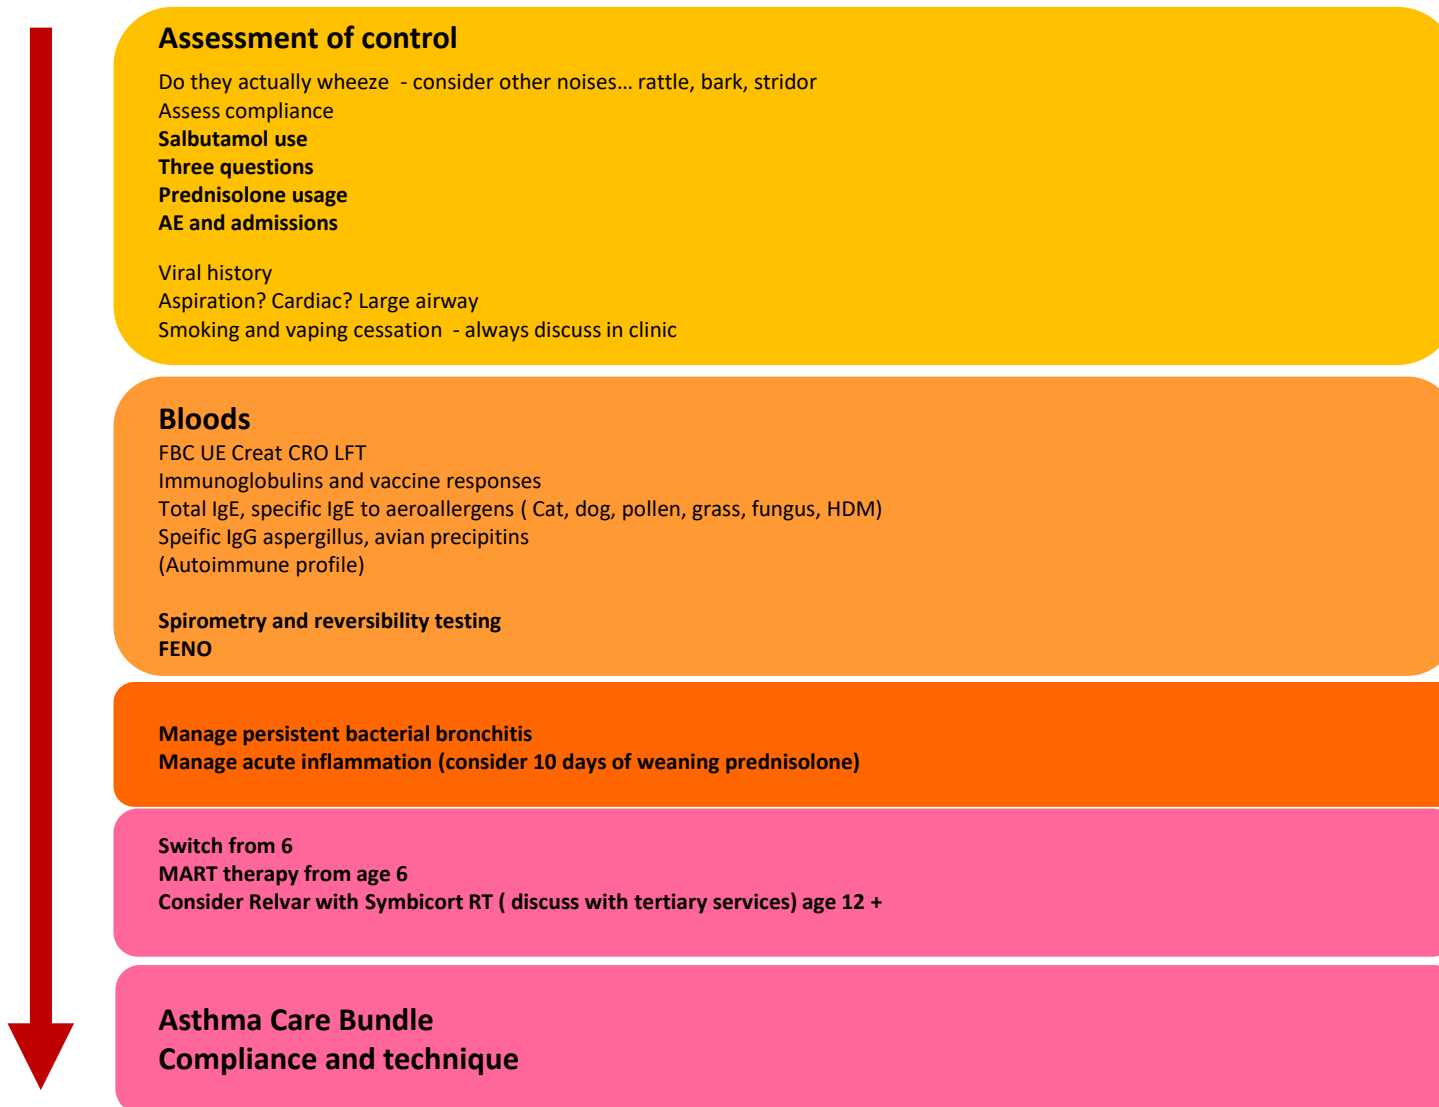 Assessment of control
Do they actually wheeze  - consider other noises… rattle, bark, stridor
Assess compliance
Salbutamol use
Three questions
Prednisolone usage
AE and admissions
Viral history
Aspiration? Cardiac? Large airway
Smoking and vaping cessation  - always discuss in clinic
Bloods
FBC UE Creat CRO LFT
Immunoglobulins and vaccine responses
Total IgE, specific IgE to aeroallergens ( Cat, dog, pollen, grass, fungus, HDM)
Speific IgG aspergillus, avian precipitins
(Autoimmune profile)
Spirometry and reversibility testing
FENO
Manage persistent bacterial bronchitis
Manage acute inflammation (consider 10 days of weaning prednisolone)
Switch from 6
MART therapy from age 6
Consider Relvar with Symbicort RT ( discuss with tertiary services) age 12 +
Asthma Care Bundle
Compliance and technique